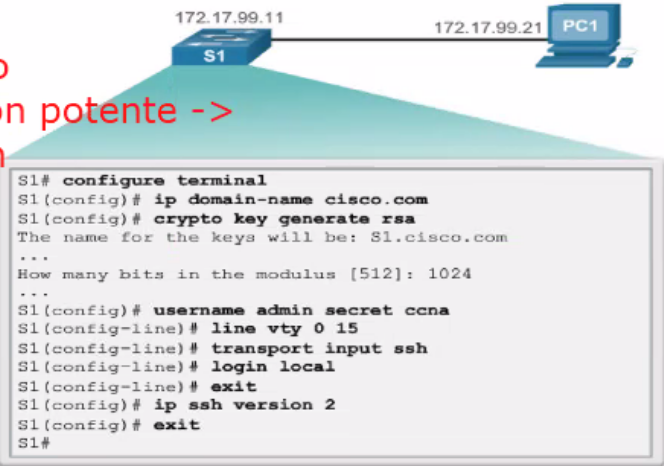 172.17.99.11
172.17.99.21
PC1
S1
potente ->
S1# configure terminal
S1(config)# ip domain-name cisco.com
S1(config)# crypto key generate rsa
The name for the keys will be: S1.cisco.com
...
How many bits in the modulus [512]: 1024
...
S1(config)# username admin secret ccna
S1(config-line)# line vty 0 15
S1(config-line)# transport input ssh
S1(config-line)# login local
S1(config-line)# exit
S1(config)# ip ssh version 2
S1(config)# exit
S1#